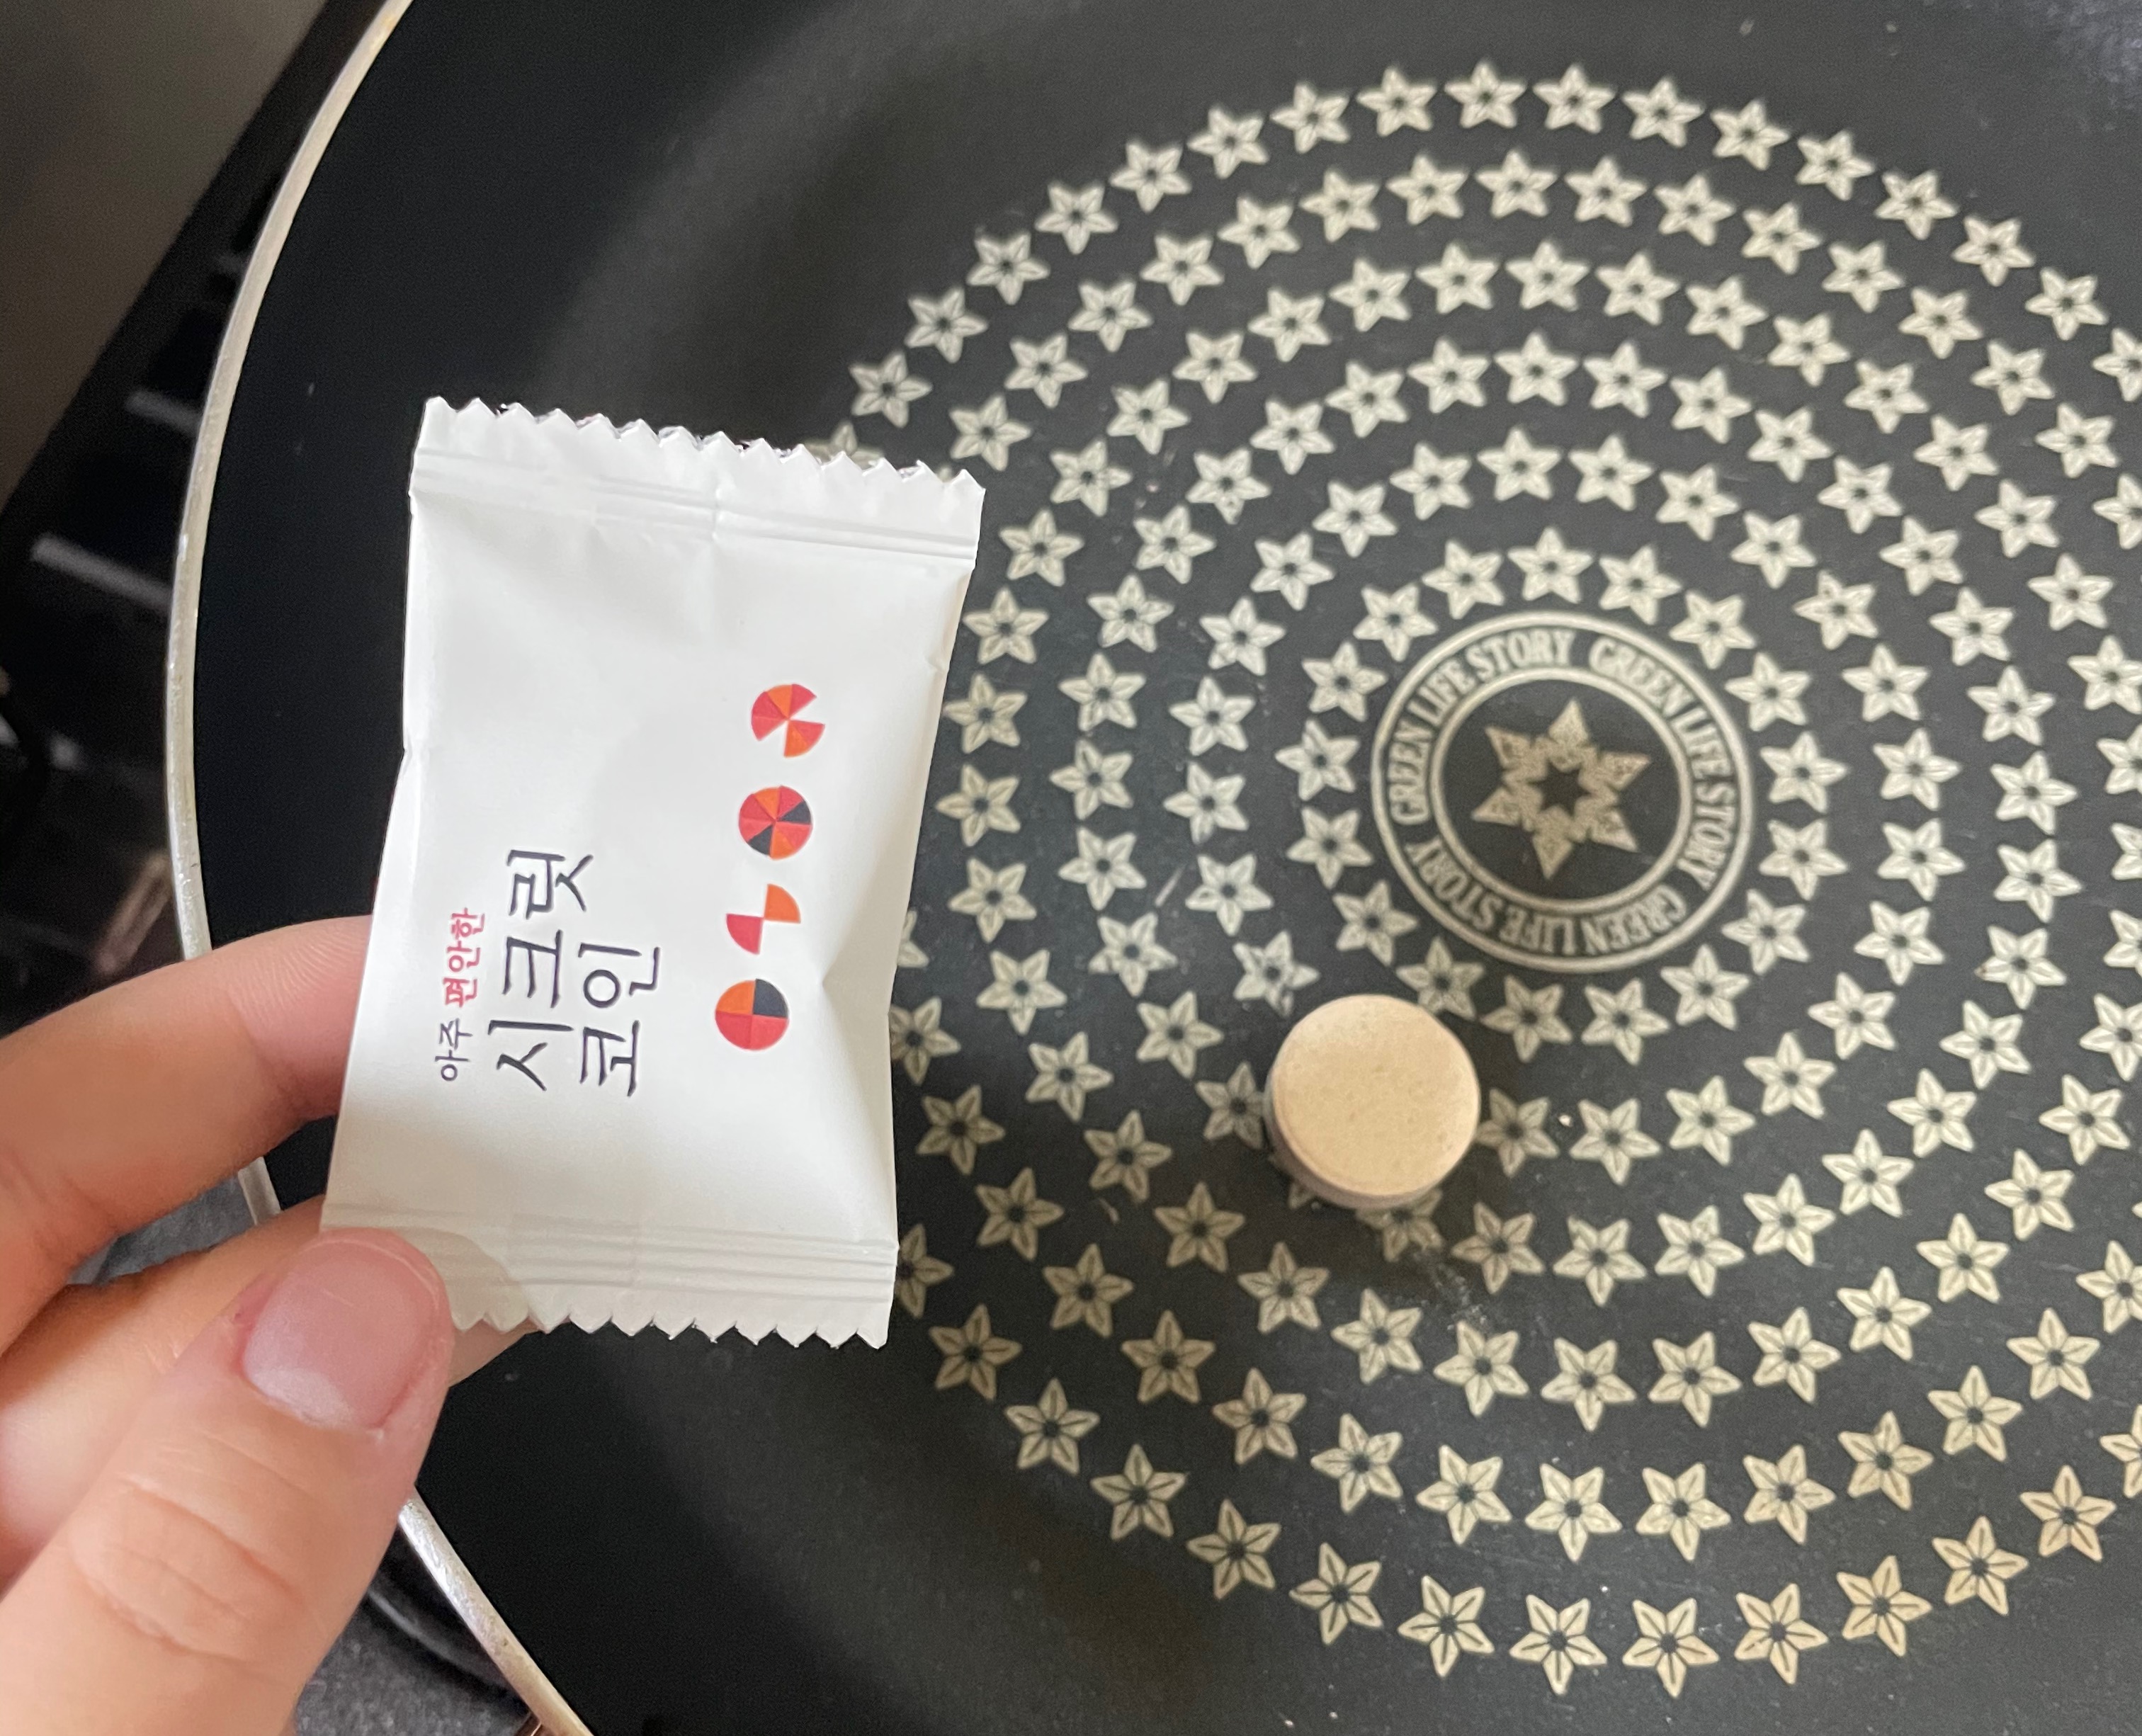 아주 편안한
시크릿
코인
GREEN LIFE STORY GREEN LIFE STORY GREEN LIFE STORY